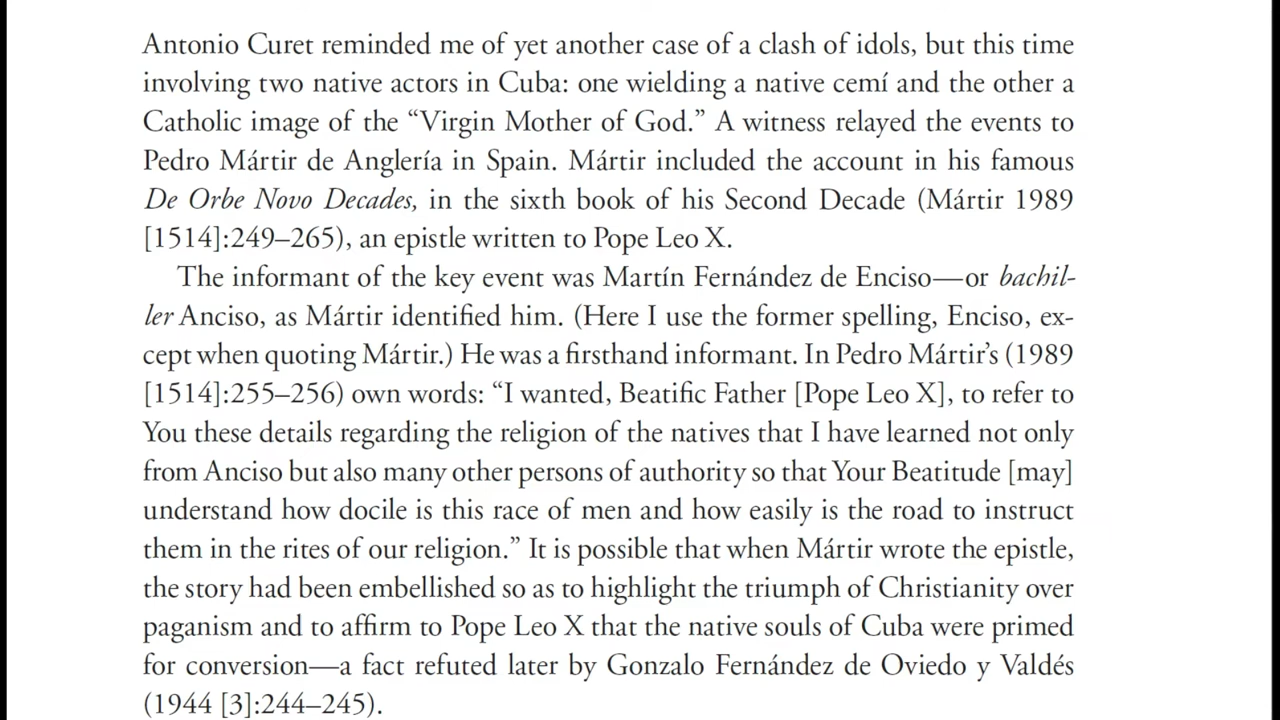 Antonio Curet reminded me of yet another case of a clash of idols, but this time
involving two native actors in Cuba: one wielding a native cemí and the other a
Catholic image of the “Virgin Mother of God.” A witness relayed the events to
Pedro Mártir de Anglería in Spain. Mártir included the account in his famous
De Orbe Novo Decades, in the sixth book of his Second Decade (Mártir 1989
[1514]:249–265), an epistle written to Pope Leo X.
The informant of the key event was Martín Fernández de Enciso—or bachil-
ler Anciso, as Mártir identified him. (Here I use the former spelling, Enciso, ex-
cept when quoting Mártir.) He was a firsthand informant. In Pedro Mártir’s (1989
[1514]:255–256) own words: “I wanted, Beatific Father [Pope Leo X], to refer to
You these details regarding the religion of the natives that I have learned not only
from Anciso but also many other persons of authority so that Your Beatitude [may]
understand how docile is this race of men and how easily is the road to instruct
them in the rites of our religion.” It is possible that when Mártir wrote the epistle,
the story had been embellished so as to highlight the triumph of Christianity over
paganism and to affirm to Pope Leo X that the native souls of Cuba were primed
for conversion—a fact refuted later by Gonzalo Fernández de Oviedo y Valdés
(1944 [3]:244–245).